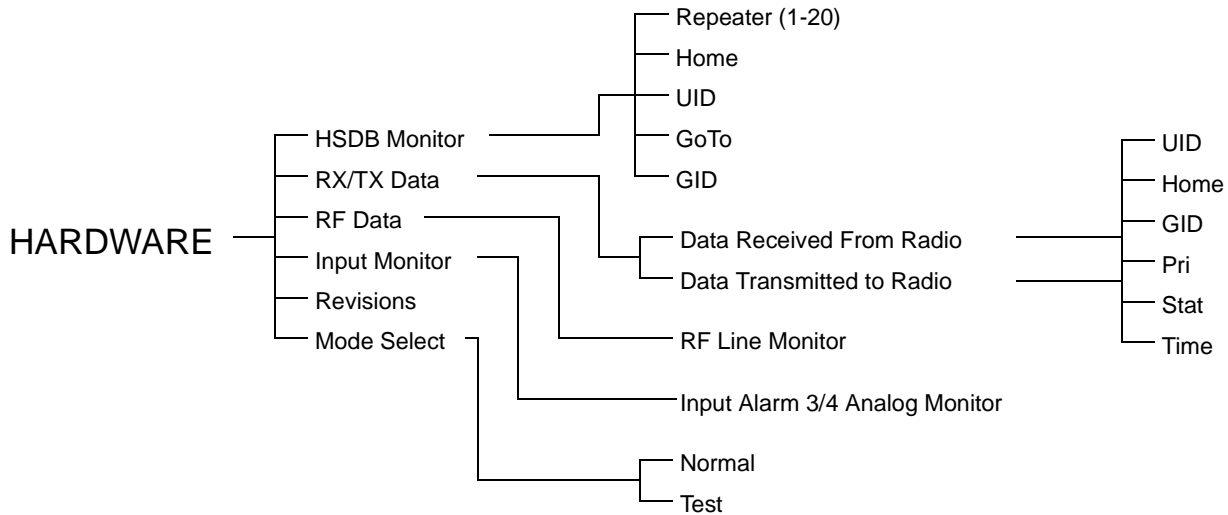 HARDWARE
HSDB Monitor
RX/TX Data
RF Data
Input Monitor
Revisions
Mode Select
Repeater (1-20)
Home
UID
GoTo
GID
Data Received From Radio
Data Transmitted to Radio
RF Line Monitor
Input Alarm 3/4 Analog Monitor
Normal
Test
UID
Home
GID
Pri
Stat
Time